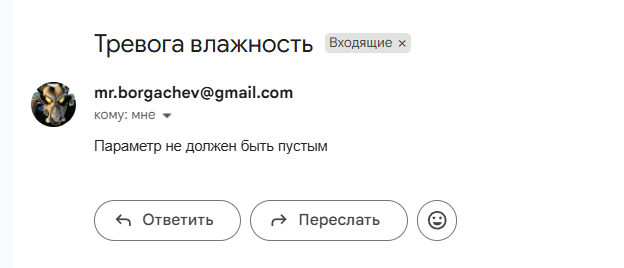 Тревога влажность Входящие ×
mr.borgachev@gmail.com
кому: мне
Параметр не должен быть пустым
Ответить Переслать